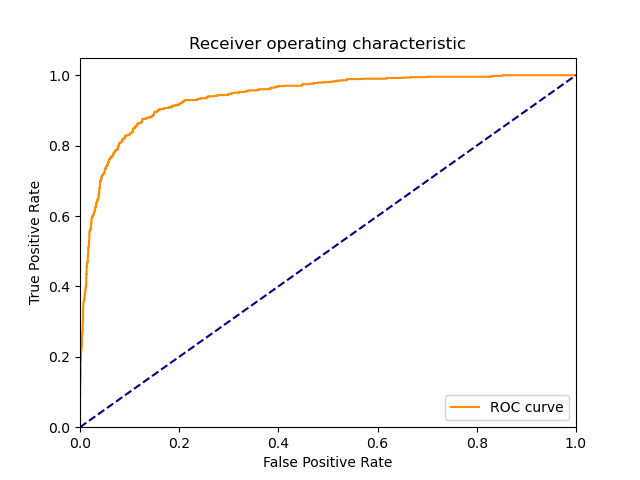 Receiver operating characteristic
True Positive Rate
1.0
0.8
0.6
0.4
0.2
0.0
ROC curve
0.0 0.2 0.4 0.6 0.8 1.0
False Positive Rate